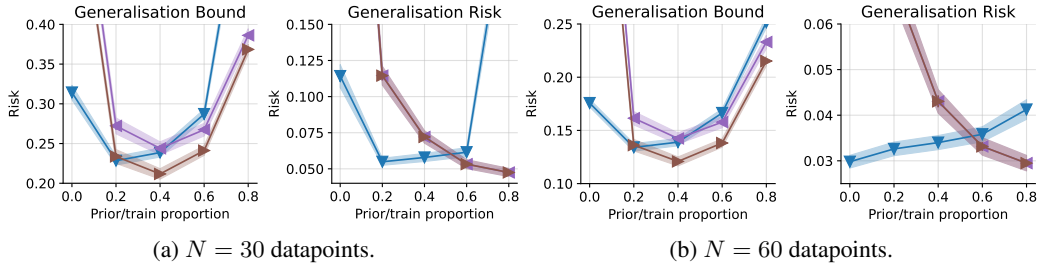 Generalisation Bound
0.40
0.35
0.30
0.25
0.20
Risk
0.0 0.2 0.4 0.6 0.8
Prior/train proportion
Generalisation Risk
0.150
0.125
0.100
0.075
0.050
Risk
0.0 0.2 0.4 0.6 0.8
Prior/train proportion
(a) N = 30 datapoints.
Generalisation Bound
0.25
0.20
0.15
0.10
Risk
0.0 0.2 0.4 0.6 0.8
Prior/train proportion
Generalisation Risk
0.06
0.05
0.04
0.03
Risk
0.0 0.2 0.4 0.6 0.8
Prior/train proportion
(b) N = 60 datapoints.